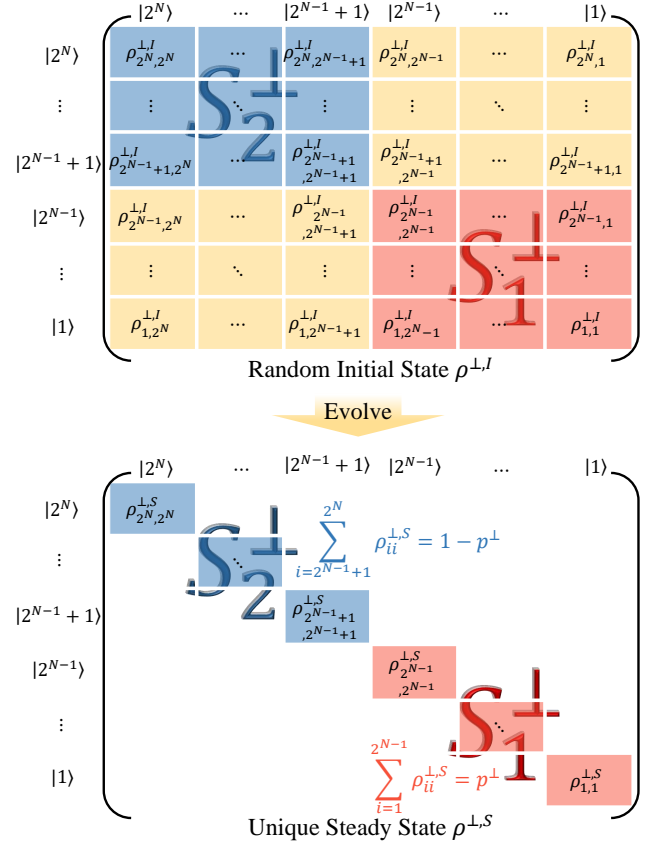 |2^N⟩ ⋯ |2^{N-1} + 1⟩ |2^{N-1}⟩ ⋯ |1⟩
|2^N⟩ ρ^{⊥,I}_{2^N,2^N} ⋯ ρ^{⊥,I}_{2^N,2^{N-1}+1} ρ^{⊥,I}_{2^N,2^{N-1}} ⋯ ρ^{⊥,I}_{2^N,1}
⋮ ⋮ ⋱ ⋮ ⋮ ⋱ ⋮
S_2^⊥
|2^{N-1} + 1⟩ ρ^{⊥,I}_{2^{N-1}+1,2^N} ⋯ ρ^{⊥,I}_{2^{N-1}+1,2^{N-1}+1} ρ^{⊥,I}_{2^{N-1}+1,2^{N-1}} ⋯ ρ^{⊥,I}_{2^{N-1}+1,1}
|2^{N-1}⟩ ρ^{⊥,I}_{2^{N-1},2^N} ⋯ ρ^{⊥,I}_{2^{N-1},2^{N-1}+1} ρ^{⊥,I}_{2^{N-1},2^{N-1}} ⋯ ρ^{⊥,I}_{2^{N-1},1}
⋮ ⋮ ⋱ ⋮ ⋮ ⋱ ⋮
S_1^⊥
|1⟩ ρ^{⊥,I}_{1,2^N} ⋯ ρ^{⊥,I}_{1,2^{N-1}+1} ρ^{⊥,I}_{1,2^N-1} ⋯ ρ^{⊥,I}_{1,1}
Random Initial State ρ^{⊥,I}
Evolve
|2^N⟩ ⋯ |2^{N-1} + 1⟩ |2^{N-1}⟩ ⋯ |1⟩
|2^N⟩ ρ^{⊥,S}_{2^N,2^N}
⋮ ⋱
S_2^⊥
∑_{i=2^{N-1}+1}^{2^N} ρ_{ii}^{⊥,S} = 1 − p^⊥
|2^{N-1} + 1⟩ ρ^{⊥,S}_{2^{N-1}+1,2^{N-1}+1}
|2^{N-1}⟩ ρ^{⊥,S}_{2^{N-1},2^{N-1}}
⋮ ⋱
S_1^⊥
∑_{i=1}^{2^{N-1}} ρ_{ii}^{⊥,S} = p^⊥
|1⟩ ρ^{⊥,S}_{1,1}
Unique Steady State ρ^{⊥,S}